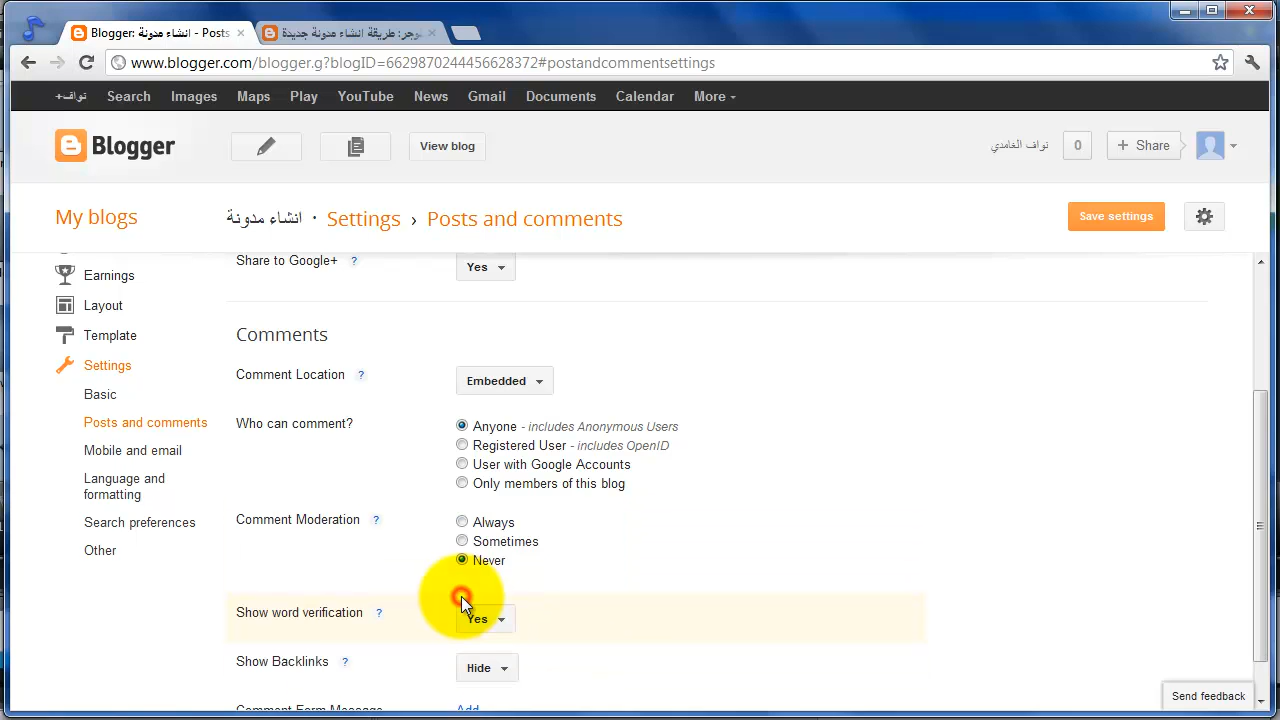 Blogger: انشاء مدونة - Posts
بلوجر: طريقة انشاء مدونة جديدة
www.blogger.com/blogger.g?blogID=6629870244456628372#postandcommentsettings
+نواف Search Images Maps Play YouTube News Gmail Documents Calendar More
Blogger View blog نواف الغامدي 0 + Share
My blogs انشاء مدونة · Settings › Posts and comments Save settings
Share to Google+ ? Yes
Earnings
Layout
Template
Settings
Basic
Posts and comments
Mobile and email
Language and
formatting
Search preferences
Other
Comments
Comment Location ? Embedded
Who can comment? Anyone - includes Anonymous Users
Registered User - includes OpenID
User with Google Accounts
Only members of this blog
Comment Moderation ? Always
Sometimes
Never
Show word verification ? Yes
Show Backlinks ? Hide
Comment Form Message Add
Send feedback